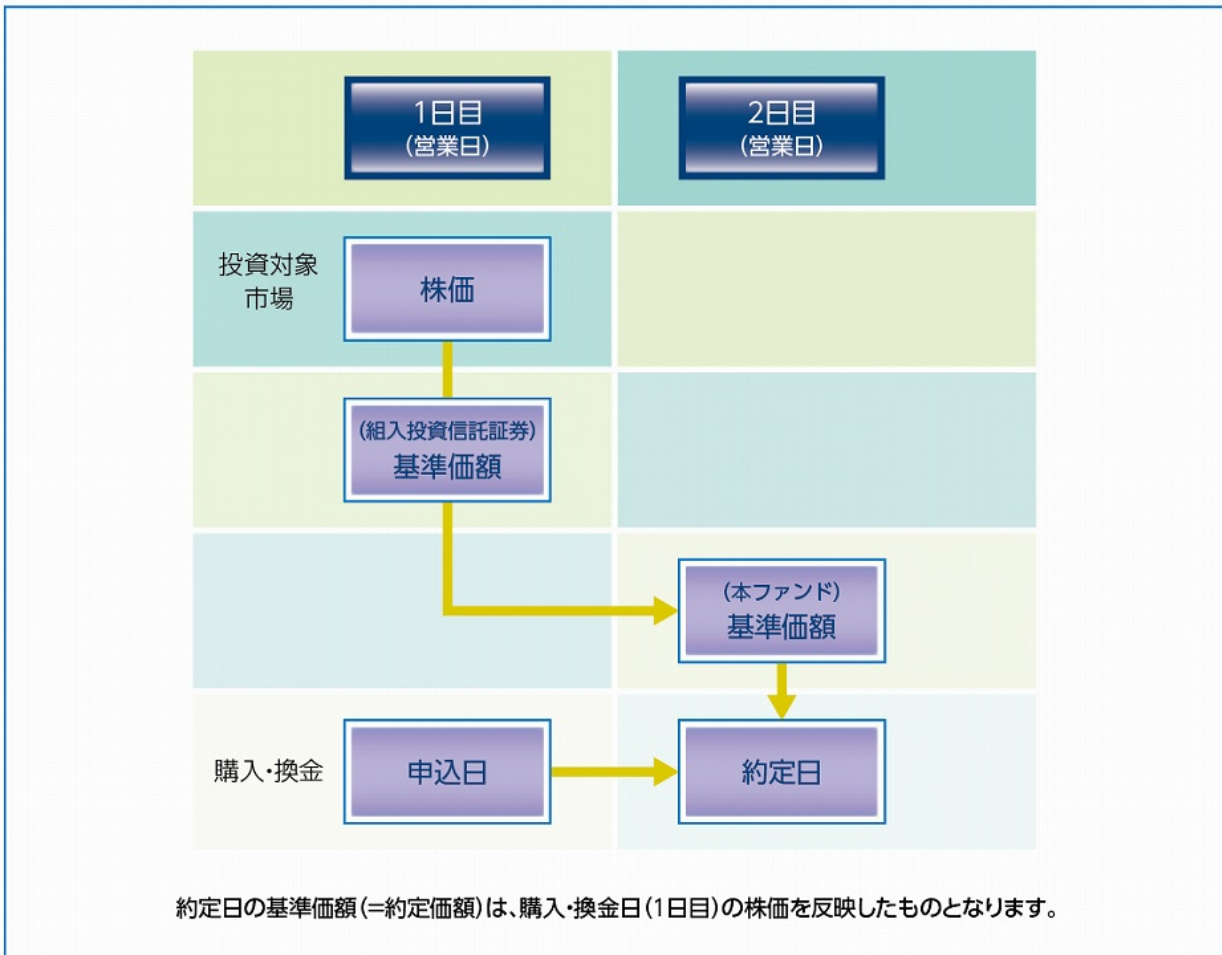 1日目
(営業日)
2日目
(営業日)
投資対象
市場
株価
(組入投資信託証券)
基準価額
(本ファンド)
基準価額
購入・換金
申込日
約定日
約定日の基準価額(=約定価額)は、購入・換金日(1日目)の株価を反映したものとなります。